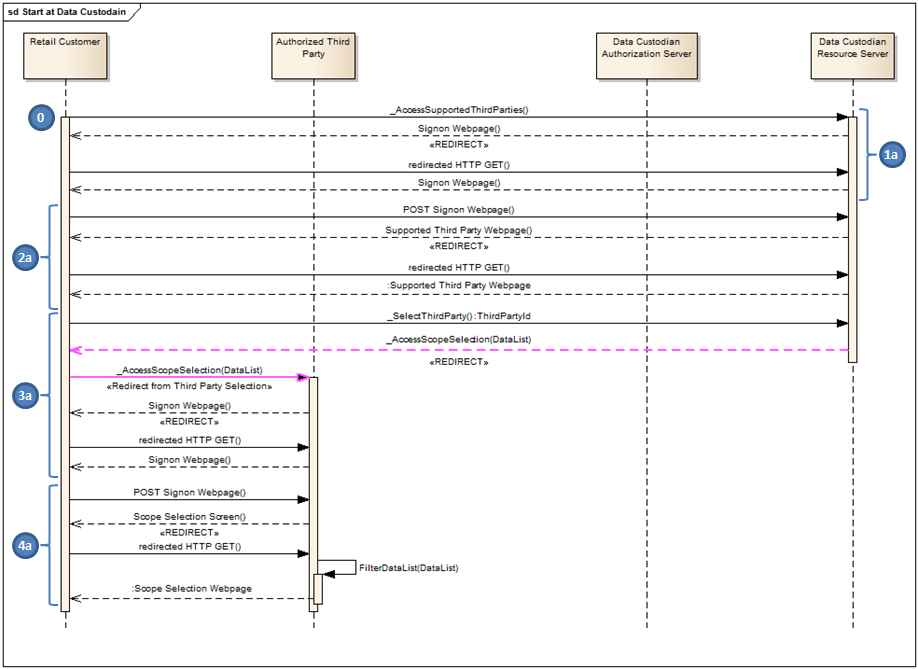 sd Start at Data Custodain
Retail Customer
Authorized Third
Party
Data Custodian
Authorization Server
Data Custodian
Resource Server
0
_AccessSupportedThirdParties()
Signon Webpage()
«REDIRECT»
1a
redirected HTTP GET()
Signon Webpage()
POST Signon Webpage()
Supported Third Party Webpage()
«REDIRECT»
2a
redirected HTTP GET()
:Supported Third Party Webpage
_SelectThirdParty() :ThirdPartyId
_AccessScopeSelection(DataList)
«REDIRECT»
_AccessScopeSelection(DataList)
«Redirect from Third Party Selection»
3a
Signon Webpage()
«REDIRECT»
redirected HTTP GET()
Signon Webpage()
POST Signon Webpage()
Scope Selection Screen()
«REDIRECT»
4a
redirected HTTP GET()
FilterDataList(DataList)
:Scope Selection Webpage